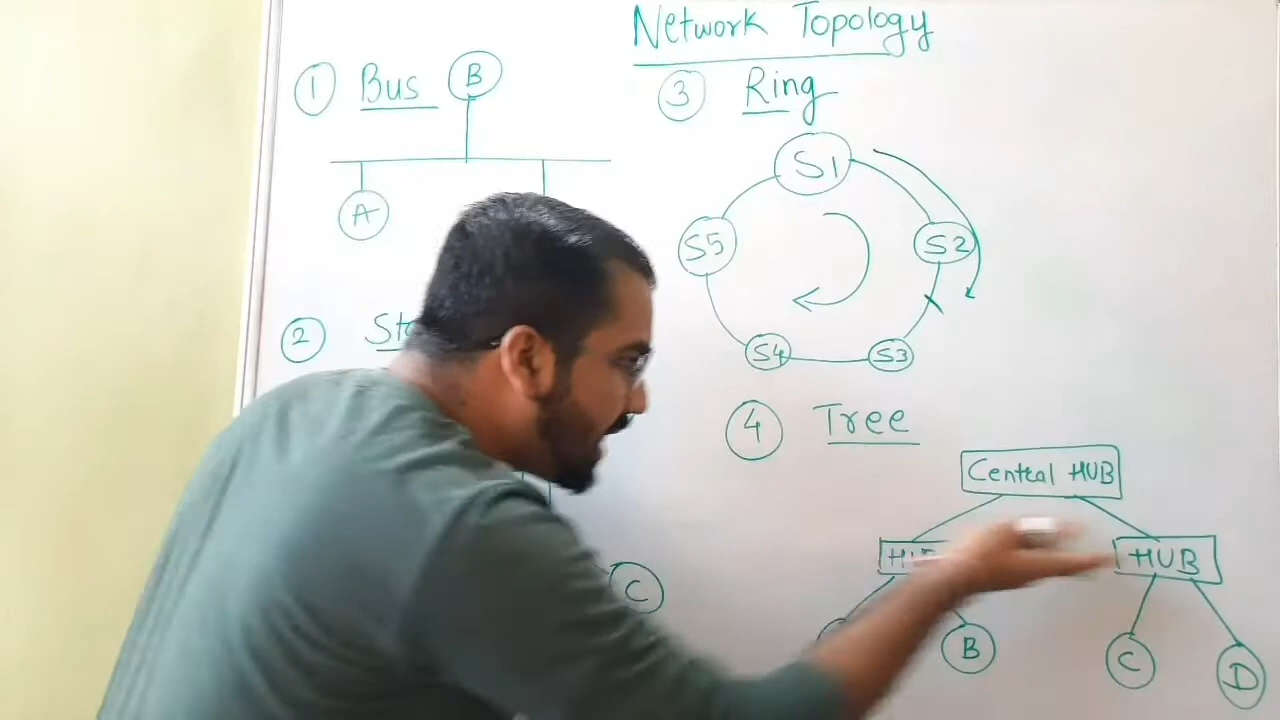 Network Topology
① Bus
B
A
②
③ Ring
S1
S5
S2
S4
S3
④ Tree
Central HUB
HUB
B
C
D
C